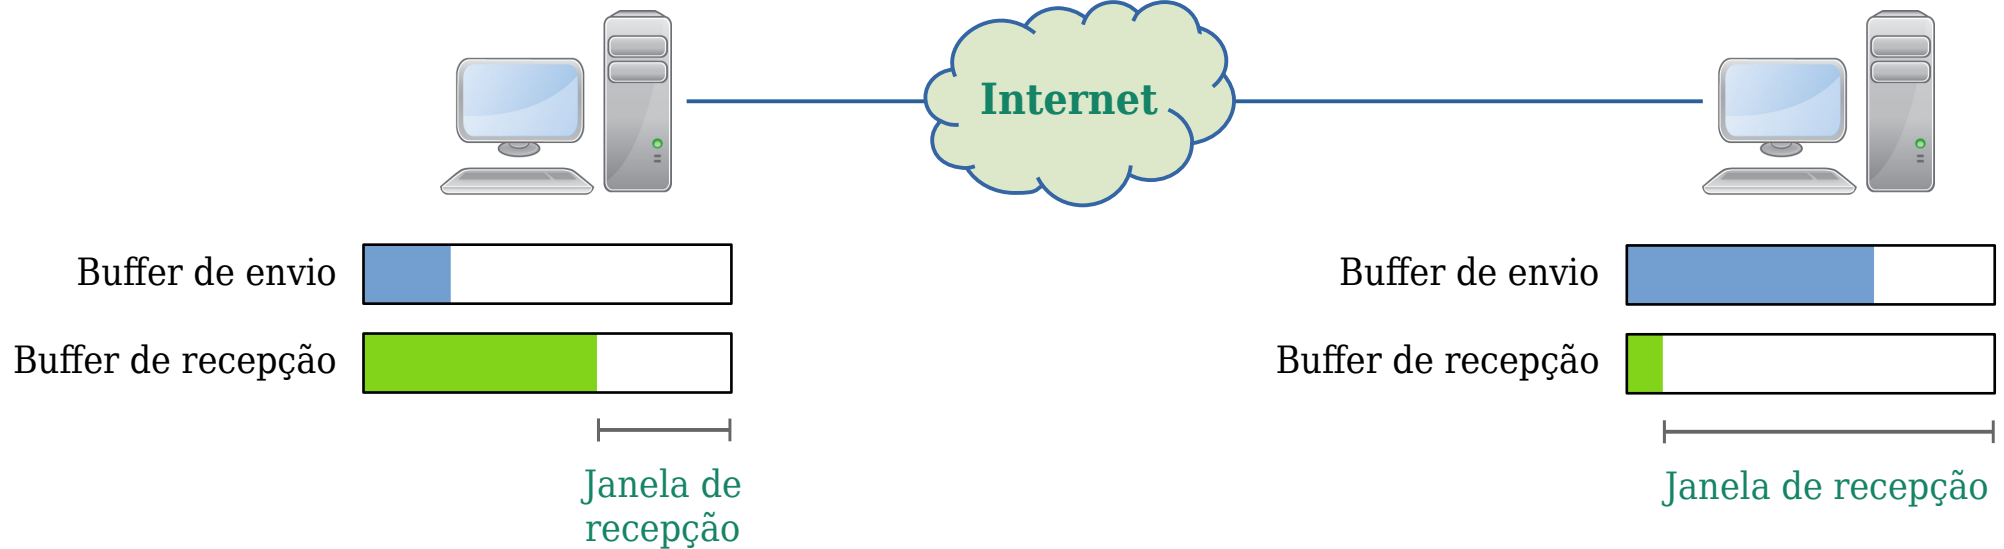 Internet
Buffer de envio
Buffer de recepção
Janela de
recepção
Buffer de envio
Buffer de recepção
Janela de recepção